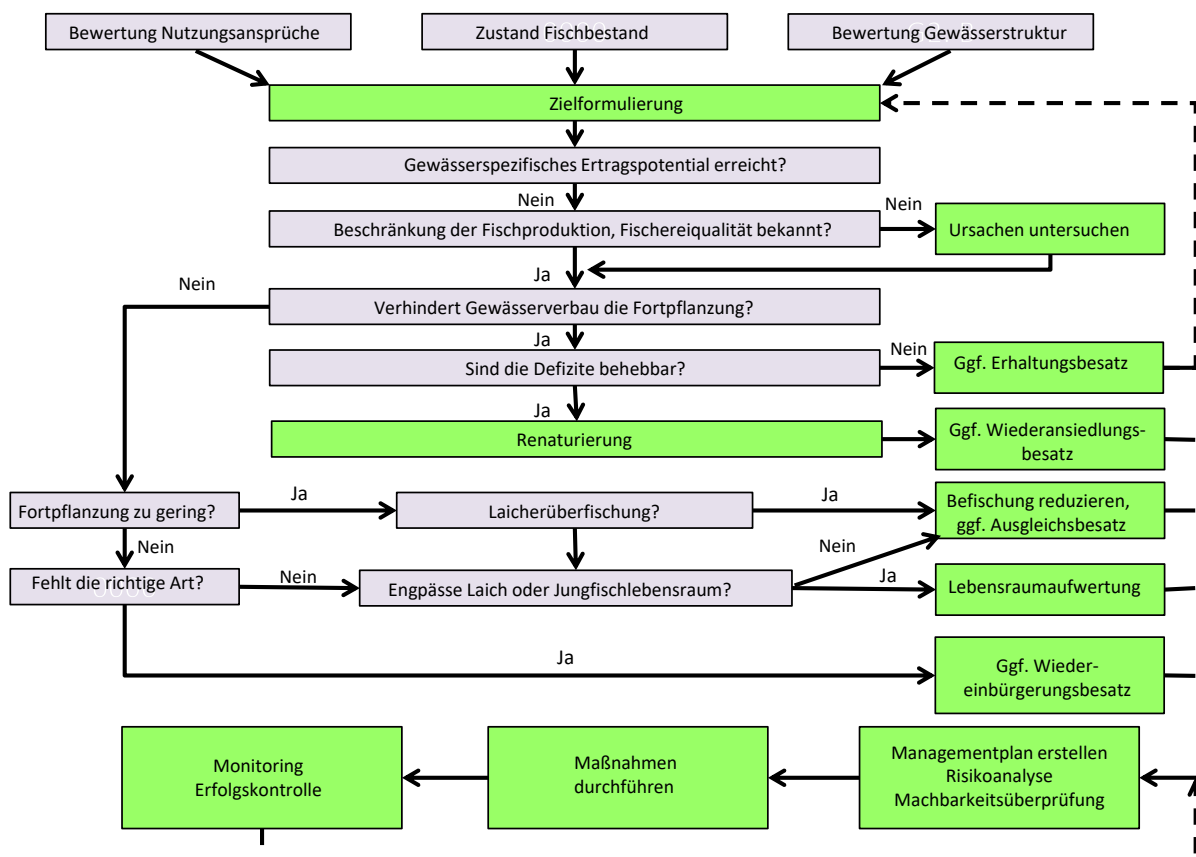 Bewertung Nutzungsansprüche
Zustand Fischbestand
Bewertung Gewässerstruktur
Zielformulierung
Gewässerspezifisches Ertragspotential erreicht?
Nein
Beschränkung der Fischproduktion, Fischereiqualität bekannt?
Nein
Ursachen untersuchen
Ja
Nein
Verhindert Gewässerverbau die Fortpflanzung?
Ja
Sind die Defizite behebbar?
Nein
Ggf. Erhaltungsbesatz
Ja
Renaturierung
Ggf. Wiederansiedlungs-
besatz
Fortpflanzung zu gering?
Ja
Laicherüberfischung?
Ja
Befischung reduzieren,
ggf. Ausgleichsbesatz
Nein
Nein
Fehlt die richtige Art?
Nein
Engpässe Laich oder Jungfischlebensraum?
Ja
Lebensraumaufwertung
Ja
Ggf. Wieder-
einbürgerungsbesatz
Monitoring
Erfolgskontrolle
Maßnahmen
durchführen
Managementplan erstellen
Risikoanalyse
Machbarkeitsüberprüfung